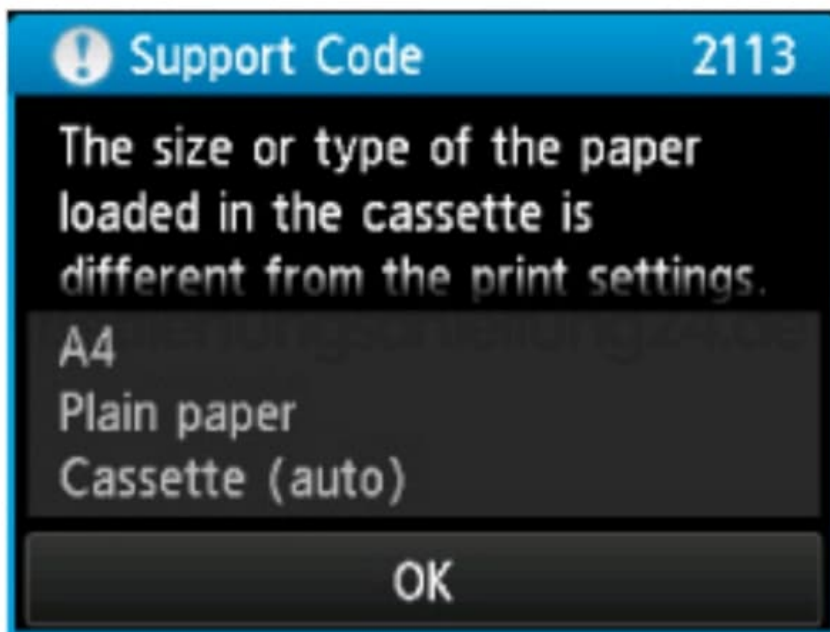 Support Code 2113
The size or type of the paper
loaded in the cassette is
different from the print settings.
A4
Plain paper
Cassette (auto)
OK